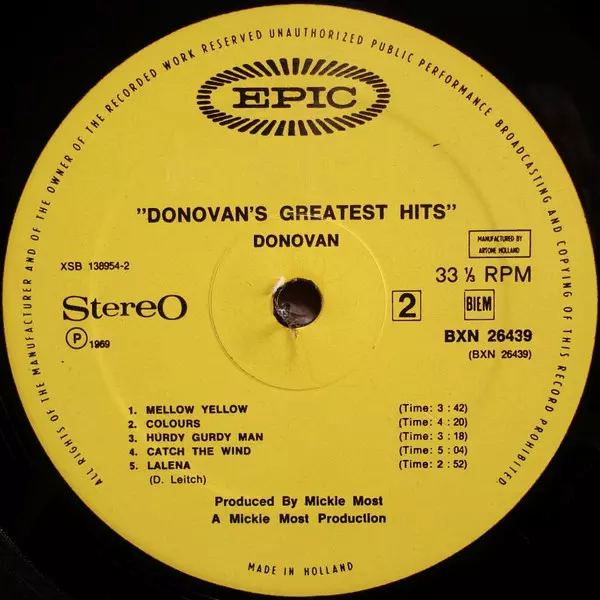 ALL RIGHTS OF THE MANUFACTURER AND OF THE OWNER OF THE RECORDED WORK RESERVED UNAUTHORIZED PUBLIC PERFORMANCE BROADCASTING AND COPYING OF THIS RECORD PROHIBITED.
EPIC
"DONOVAN'S GREATEST HITS"
DONOVAN
MANUFACTURED BY
ARTONE HOLLAND
XSB 138954-2
33 ⅓ RPM
Stereo
2
BIEM
Ⓟ 1969
BXN 26439
(BXN 26439)
1. MELLOW YELLOW (Time: 3 : 42)
2. COLOURS (Time: 4 : 20)
3. HURDY GURDY MAN (Time: 3 : 18)
4. CATCH THE WIND (Time: 5 : 04)
5. LALENA (Time: 2 : 52)
(D. Leitch)
Produced By Mickie Most
A Mickie Most Production
MADE IN HOLLAND